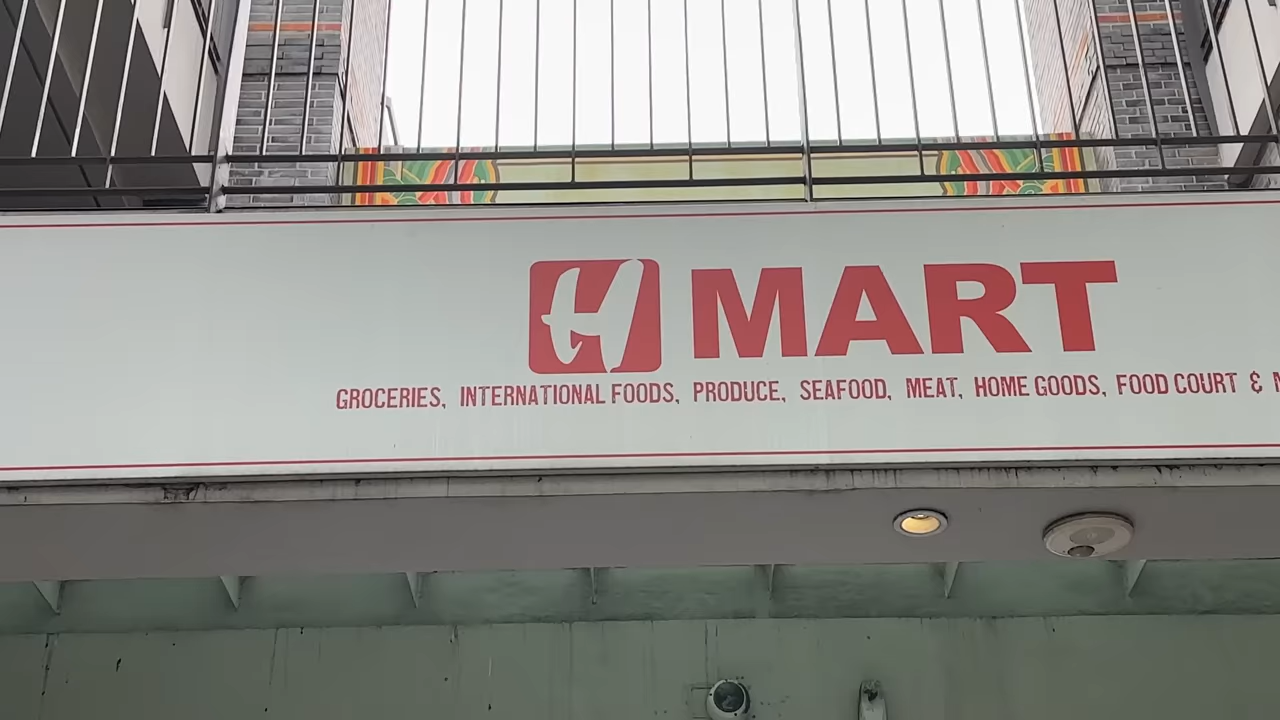 H MART
GROCERIES, INTERNATIONAL FOODS, PRODUCE, SEAFOOD, MEAT, HOME GOODS, FOOD COURT &